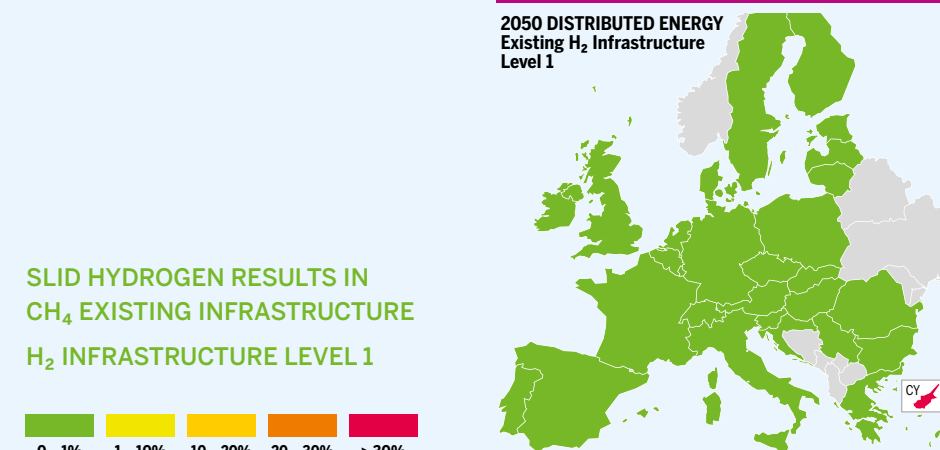 2050 DISTRIBUTED ENERGY
Existing H₂ Infrastructure
Level 1
SLID HYDROGEN RESULTS IN
CH₄ EXISTING INFRASTRUCTURE
H₂ INFRASTRUCTURE LEVEL 1
CY